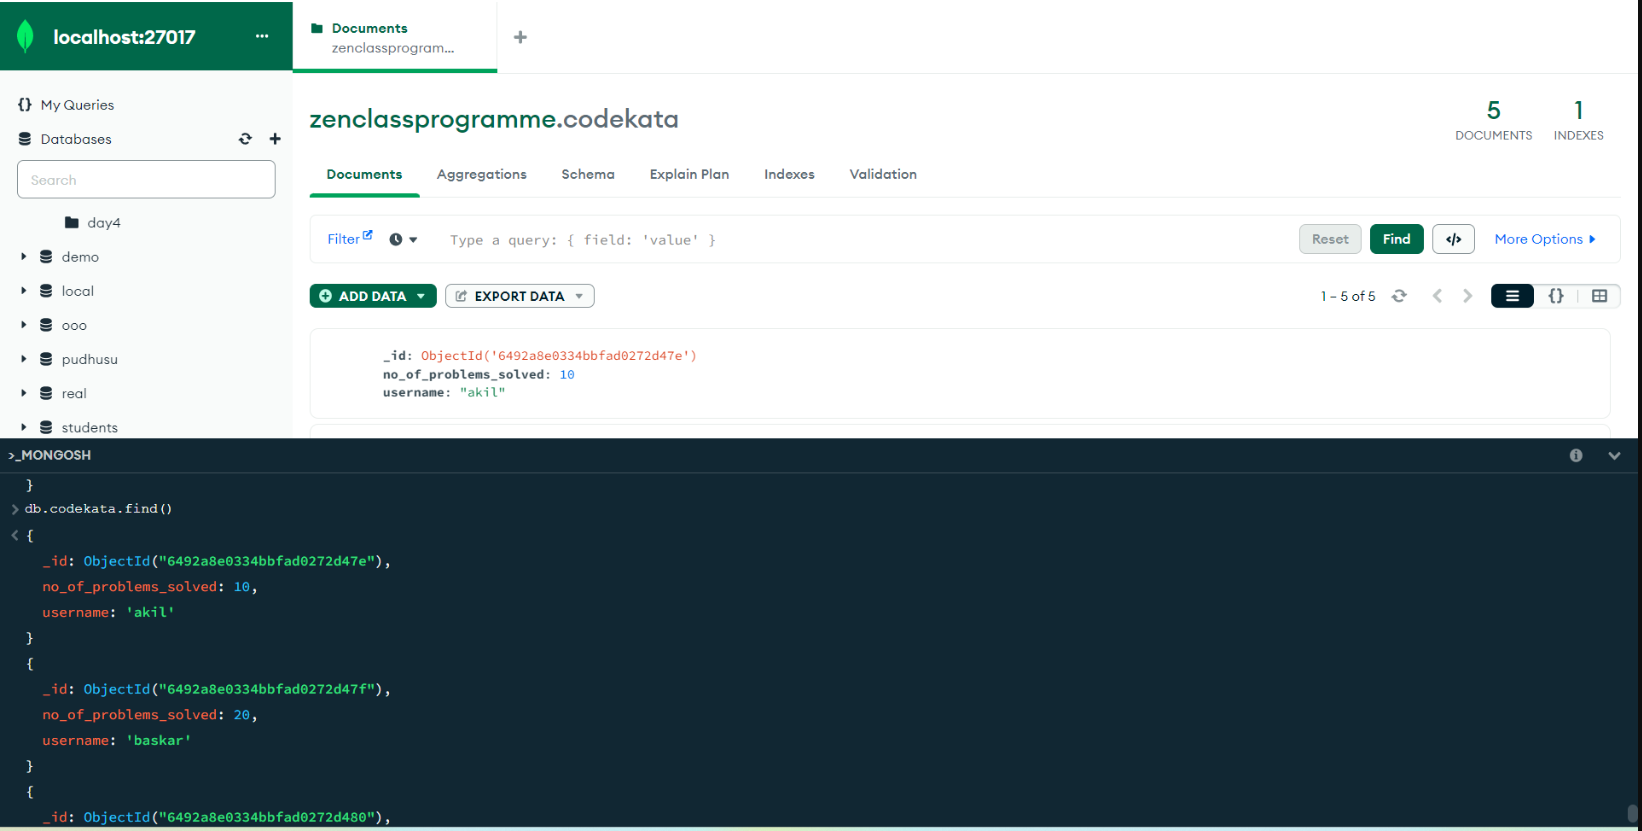 localhost:27017 ...
Documents
zenclassprogram...
{} My Queries
Databases
Search
day4
demo
local
ooo
pudhusu
real
students
zenclassprogramme.codekata
5
DOCUMENTS
1
INDEXES
Documents Aggregations Schema Explain Plan Indexes Validation
Filter Type a query: { field: 'value' } Reset Find </> More Options
ADD DATA EXPORT DATA 1 – 5 of 5 {}
_id: ObjectId('6492a8e0334bbfad0272d47e')
no_of_problems_solved: 10
username: "akil"
>_MONGOSH
}
> db.codekata.find()
< {
_id: ObjectId("6492a8e0334bbfad0272d47e"),
no_of_problems_solved: 10,
username: 'akil'
}
{
_id: ObjectId("6492a8e0334bbfad0272d47f"),
no_of_problems_solved: 20,
username: 'baskar'
}
{
_id: ObjectId("6492a8e0334bbfad0272d480"),